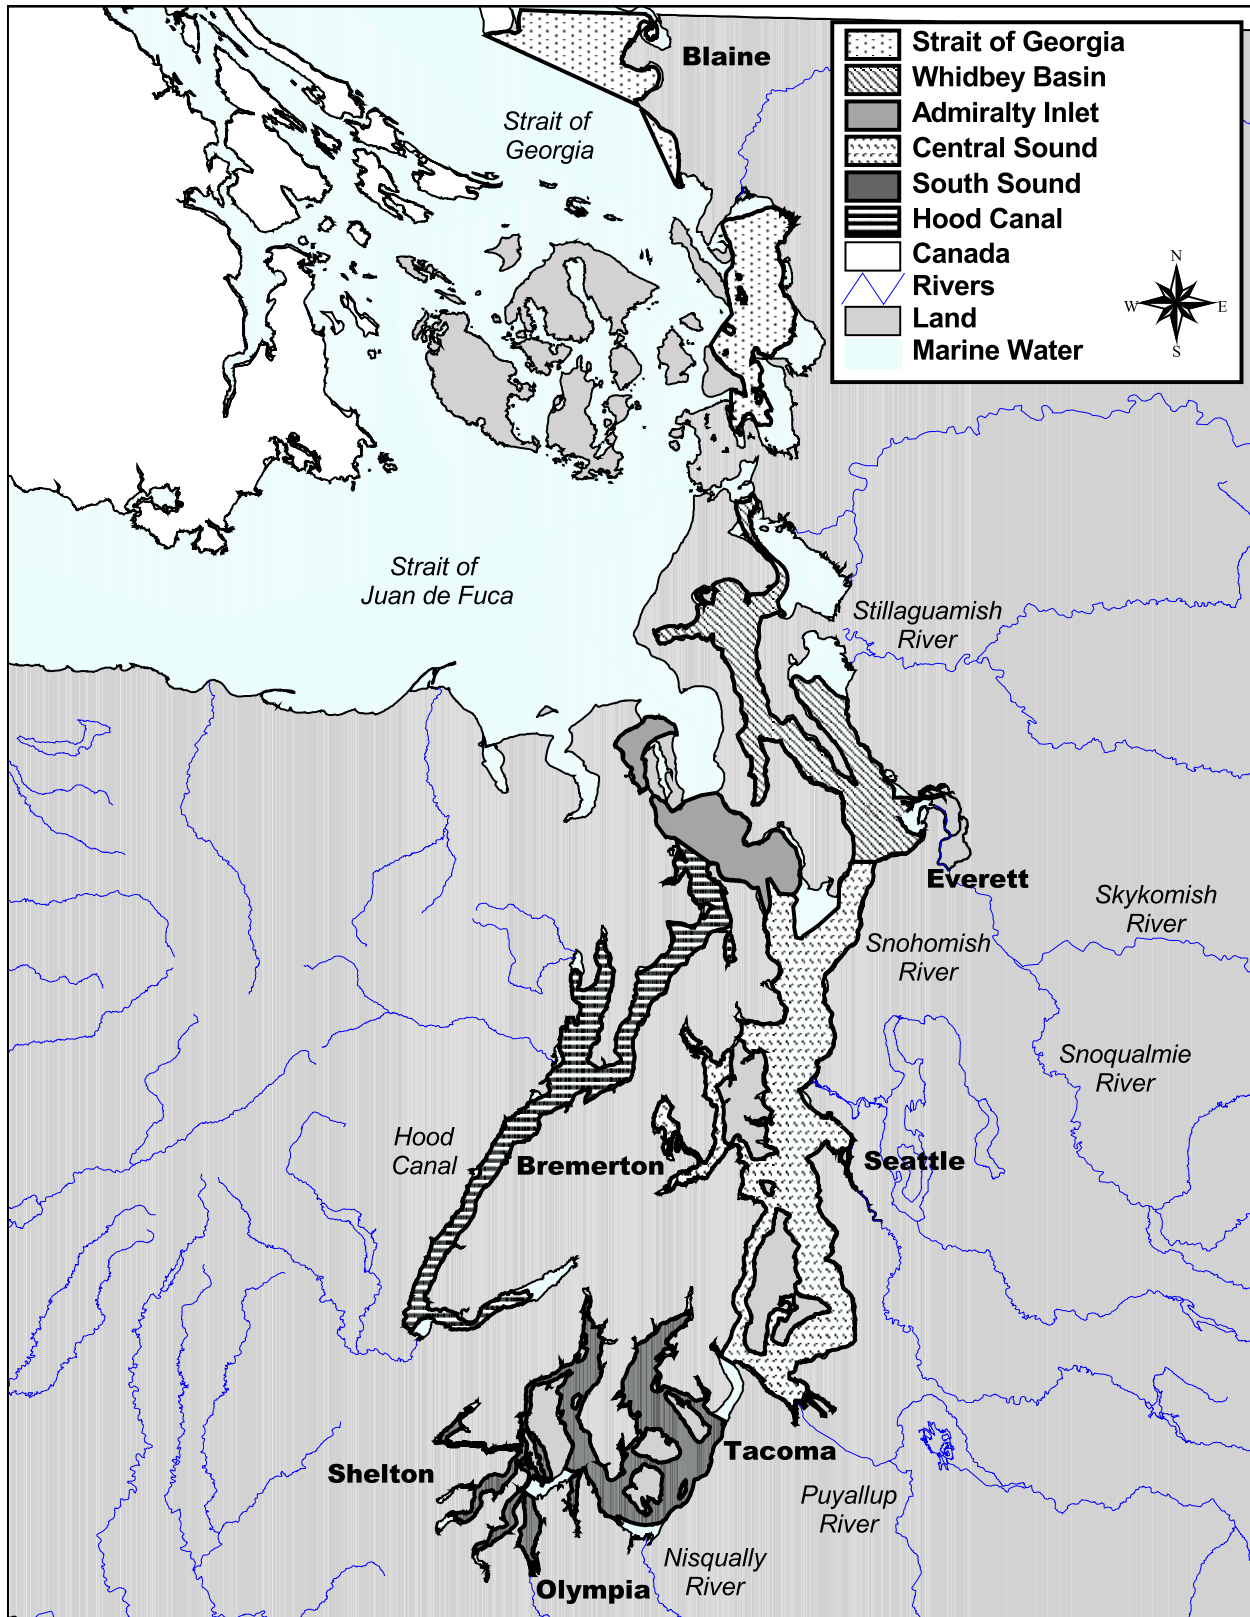 Blaine
Strait of Georgia
Whidbey Basin
Admiralty Inlet
Central Sound
South Sound
Hood Canal
Canada
Rivers
Land
Marine Water
N
W
E
S
Strait of
Georgia
Strait of
Juan de Fuca
Stillaguamish
River
Everett
Skykomish
River
Snohomish
River
Snoqualmie
River
Hood
Canal
Bremerton
Seattle
Tacoma
Shelton
Puyallup
River
Nisqually
River
Olympia